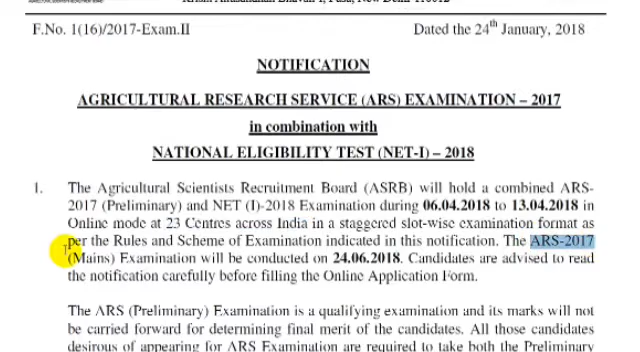 Krishi Anusandhan Bhavan-I, Pusa, New Delhi-110012
F.No. 1(16)/2017-Exam.II
Dated the 24th January, 2018
NOTIFICATION
AGRICULTURAL RESEARCH SERVICE (ARS) EXAMINATION – 2017
in combination with
NATIONAL ELIGIBILITY TEST (NET-I) – 2018
1. The Agricultural Scientists Recruitment Board (ASRB) will hold a combined ARS-
2017 (Preliminary) and NET (I)-2018 Examination during 06.04.2018 to 13.04.2018 in
Online mode at 23 Centres across India in a staggered slot-wise examination format as
per the Rules and Scheme of Examination indicated in this notification. The ARS-2017
(Mains) Examination will be conducted on 24.06.2018. Candidates are advised to read
the notification carefully before filling the Online Application Form.
The ARS (Preliminary) Examination is a qualifying examination and its marks will not
be carried forward for determining final merit of the candidates. All those candidates
desirous of appearing for ARS Examination are required to take both the Preliminary